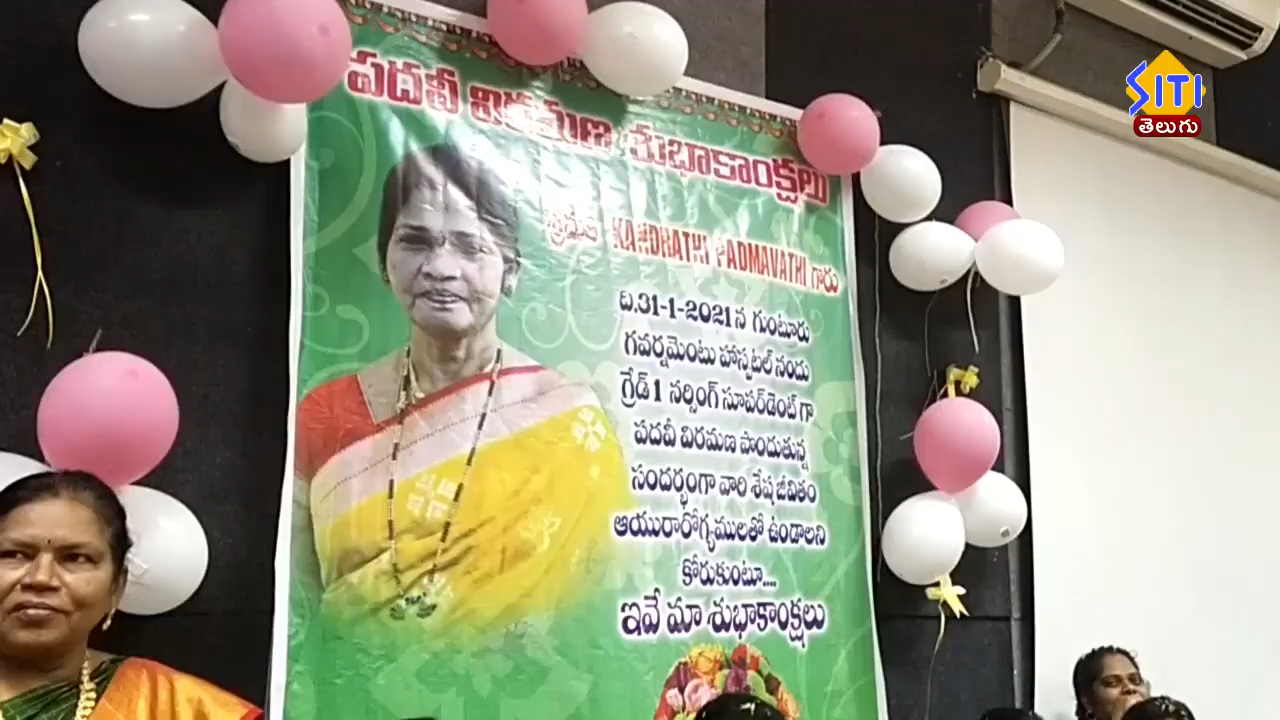 SITI
తెలుగు
పదవీ విరమణ శుభాకాంక్షలు
శ్రీమతి KANDRATHI PADMAVATHI గారు
ది.31-1-2021 న గుంటూరు
గవర్నమెంటు హాస్పటల్ నందు
గ్రేడ్ 1 నర్సింగ్ సూపర్‌డెంట్ గా
పదవీ విరమణ పొందుతున్న
సందర్భంగా వారి శేష జీవితం
ఆయురారోగ్యములతో ఉండాలని
కోరుకుంటూ....
ఇవే మా శుభాకాంక్షలు